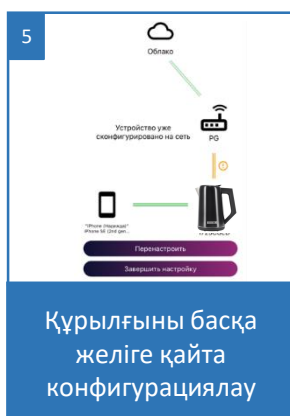 5
Облако
Устройство уже
сконфигурировано на сеть
PG
Перенастроить
Завершить настройку
Құрылғыны басқа
желіге қайта
конфигурациялау